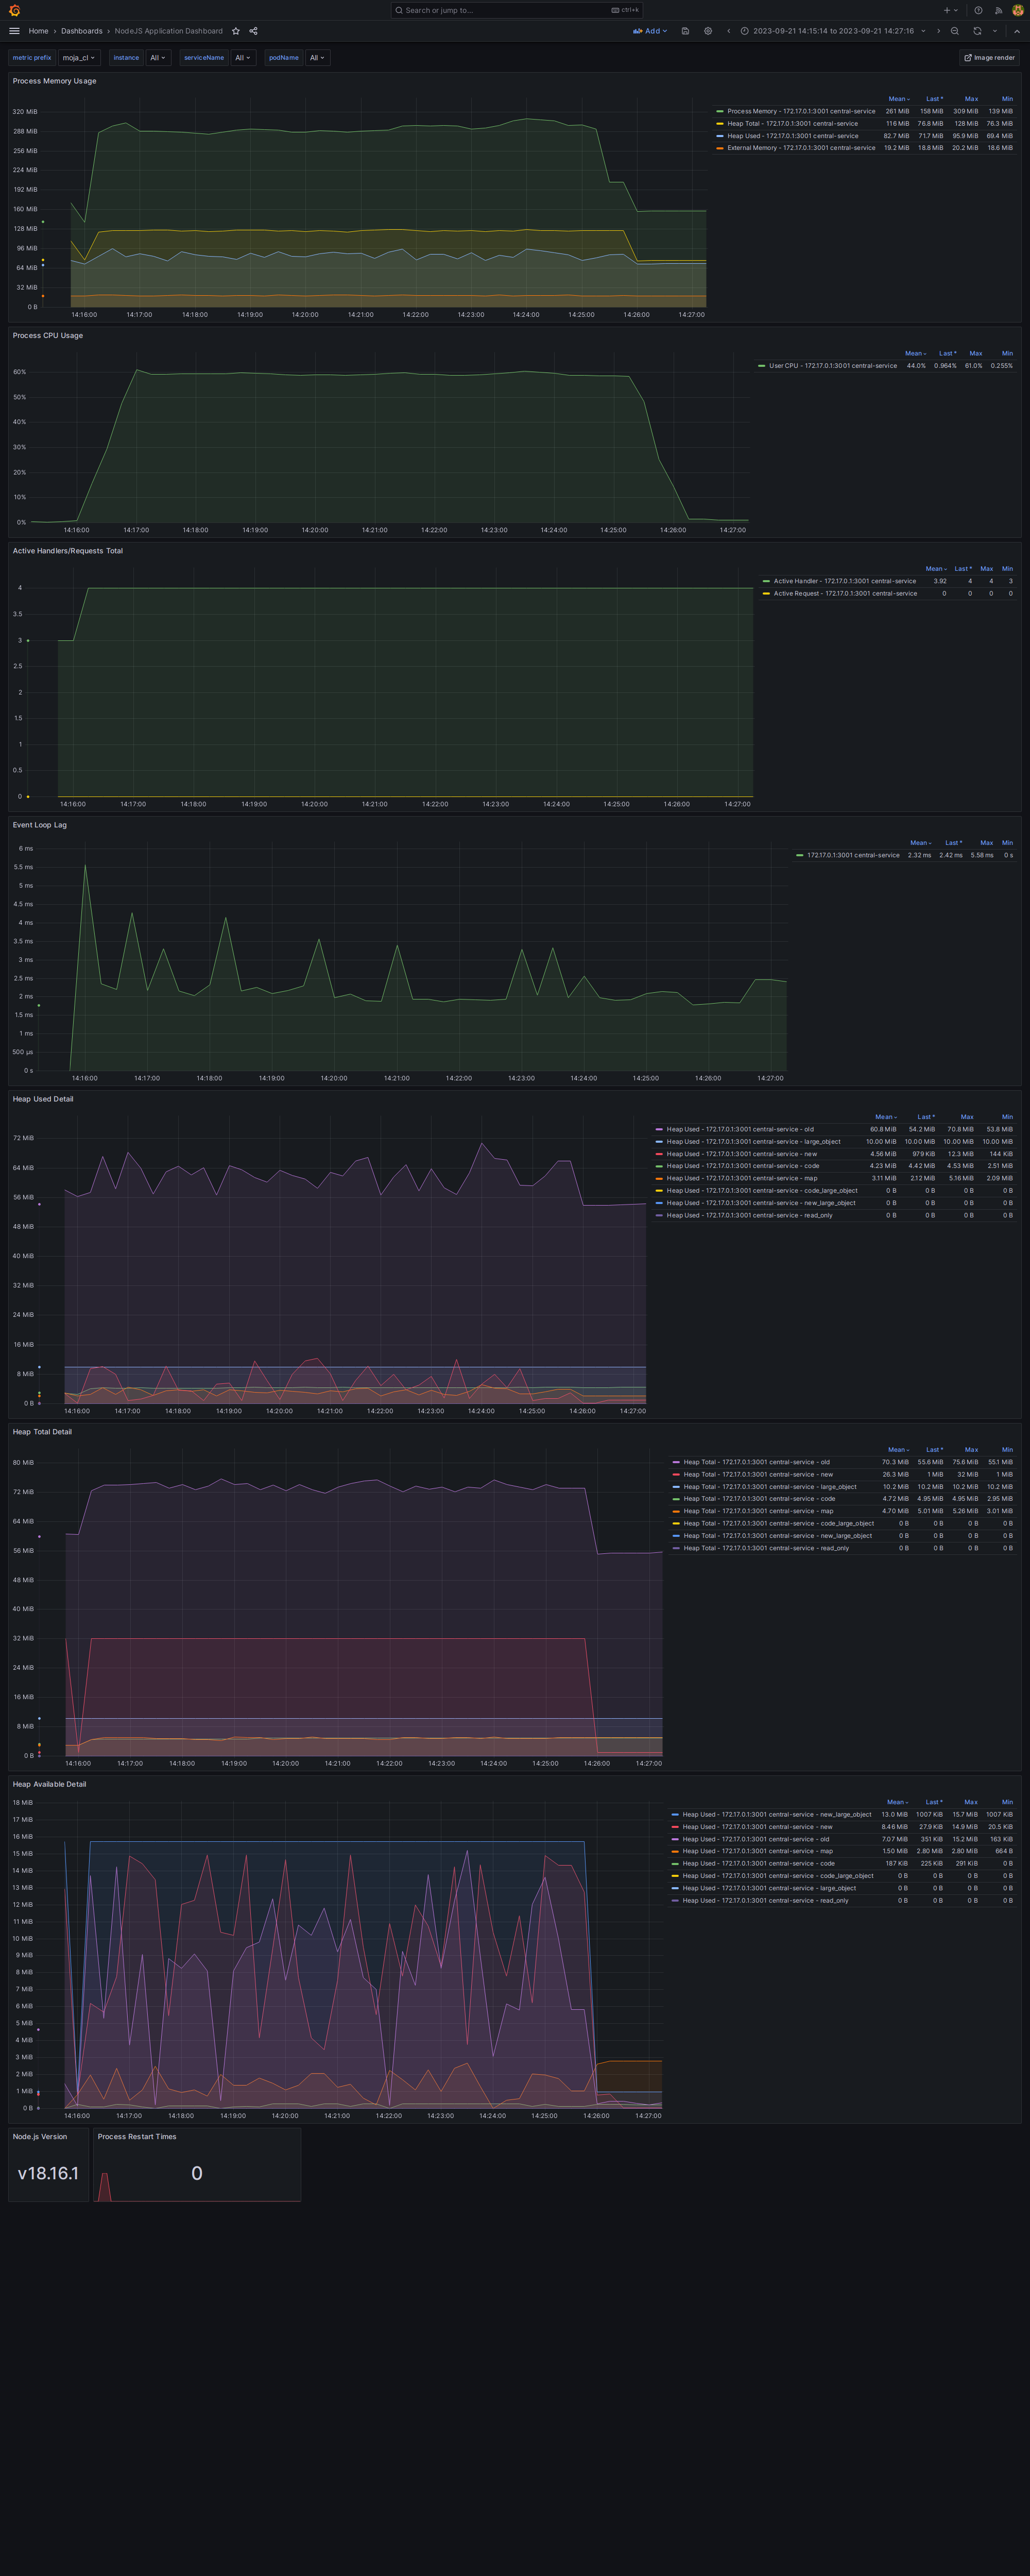 Search or jump to... ctrl+k
Home › Dashboards › NodeJS Application Dashboard Add 2023-09-21 14:15:14 to 2023-09-21 14:27:16
metric prefix moja_cl instance All serviceName All podName All Image render
Process Memory Usage
320 MiB
288 MiB
256 MiB
224 MiB
192 MiB
160 MiB
128 MiB
96 MiB
64 MiB
32 MiB
0 B
14:16:00 14:17:00 14:18:00 14:19:00 14:20:00 14:21:00 14:22:00 14:23:00 14:24:00 14:25:00 14:26:00 14:27:00
Mean Last * Max Min
Process Memory - 172.17.0.1:3001 central-service 261 MiB 158 MiB 309 MiB 139 MiB
Heap Total - 172.17.0.1:3001 central-service 116 MiB 76.8 MiB 128 MiB 76.3 MiB
Heap Used - 172.17.0.1:3001 central-service 82.7 MiB 71.7 MiB 95.9 MiB 69.4 MiB
External Memory - 172.17.0.1:3001 central-service 19.2 MiB 18.8 MiB 20.2 MiB 18.6 MiB
Process CPU Usage
60%
50%
40%
30%
20%
10%
0%
14:16:00 14:17:00 14:18:00 14:19:00 14:20:00 14:21:00 14:22:00 14:23:00 14:24:00 14:25:00 14:26:00 14:27:00
Mean Last * Max Min
User CPU - 172.17.0.1:3001 central-service 44.0% 0.964% 61.0% 0.255%
Active Handlers/Requests Total
4
3.5
3
2.5
2
1.5
1
0.5
0
14:16:00 14:17:00 14:18:00 14:19:00 14:20:00 14:21:00 14:22:00 14:23:00 14:24:00 14:25:00 14:26:00 14:27:00
Mean Last * Max Min
Active Handler - 172.17.0.1:3001 central-service 3.92 4 4 3
Active Request - 172.17.0.1:3001 central-service 0 0 0 0
Event Loop Lag
6 ms
5.5 ms
5 ms
4.5 ms
4 ms
3.5 ms
3 ms
2.5 ms
2 ms
1.5 ms
1 ms
500 µs
0 s
14:16:00 14:17:00 14:18:00 14:19:00 14:20:00 14:21:00 14:22:00 14:23:00 14:24:00 14:25:00 14:26:00 14:27:00
Mean Last * Max Min
172.17.0.1:3001 central-service 2.32 ms 2.42 ms 5.58 ms 0 s
Heap Used Detail
72 MiB
64 MiB
56 MiB
48 MiB
40 MiB
32 MiB
24 MiB
16 MiB
8 MiB
0 B
14:16:00 14:17:00 14:18:00 14:19:00 14:20:00 14:21:00 14:22:00 14:23:00 14:24:00 14:25:00 14:26:00 14:27:00
Mean Last * Max Min
Heap Used - 172.17.0.1:3001 central-service - old 60.8 MiB 54.2 MiB 70.8 MiB 53.8 MiB
Heap Used - 172.17.0.1:3001 central-service - large_object 10.00 MiB 10.00 MiB 10.00 MiB 10.00 MiB
Heap Used - 172.17.0.1:3001 central-service - new 4.56 MiB 979 KiB 12.3 MiB 144 KiB
Heap Used - 172.17.0.1:3001 central-service - code 4.23 MiB 4.42 MiB 4.53 MiB 2.51 MiB
Heap Used - 172.17.0.1:3001 central-service - map 3.11 MiB 2.12 MiB 5.16 MiB 2.09 MiB
Heap Used - 172.17.0.1:3001 central-service - code_large_object 0 B 0 B 0 B 0 B
Heap Used - 172.17.0.1:3001 central-service - new_large_object 0 B 0 B 0 B 0 B
Heap Used - 172.17.0.1:3001 central-service - read_only 0 B 0 B 0 B 0 B
Heap Total Detail
80 MiB
72 MiB
64 MiB
56 MiB
48 MiB
40 MiB
32 MiB
24 MiB
16 MiB
8 MiB
0 B
14:16:00 14:17:00 14:18:00 14:19:00 14:20:00 14:21:00 14:22:00 14:23:00 14:24:00 14:25:00 14:26:00 14:27:00
Mean Last * Max Min
Heap Total - 172.17.0.1:3001 central-service - old 70.3 MiB 55.6 MiB 75.6 MiB 55.1 MiB
Heap Total - 172.17.0.1:3001 central-service - new 26.3 MiB 1 MiB 32 MiB 1 MiB
Heap Total - 172.17.0.1:3001 central-service - large_object 10.2 MiB 10.2 MiB 10.2 MiB 10.2 MiB
Heap Total - 172.17.0.1:3001 central-service - code 4.72 MiB 4.95 MiB 4.95 MiB 2.95 MiB
Heap Total - 172.17.0.1:3001 central-service - map 4.70 MiB 5.01 MiB 5.26 MiB 3.01 MiB
Heap Total - 172.17.0.1:3001 central-service - code_large_object 0 B 0 B 0 B 0 B
Heap Total - 172.17.0.1:3001 central-service - new_large_object 0 B 0 B 0 B 0 B
Heap Total - 172.17.0.1:3001 central-service - read_only 0 B 0 B 0 B 0 B
Heap Available Detail
18 MiB
17 MiB
16 MiB
15 MiB
14 MiB
13 MiB
12 MiB
11 MiB
10 MiB
9 MiB
8 MiB
7 MiB
6 MiB
5 MiB
4 MiB
3 MiB
2 MiB
1 MiB
0 B
14:16:00 14:17:00 14:18:00 14:19:00 14:20:00 14:21:00 14:22:00 14:23:00 14:24:00 14:25:00 14:26:00 14:27:00
Mean Last * Max Min
Heap Used - 172.17.0.1:3001 central-service - new_large_object 13.0 MiB 1007 KiB 15.7 MiB 1007 KiB
Heap Used - 172.17.0.1:3001 central-service - new 8.46 MiB 27.9 KiB 14.9 MiB 20.5 KiB
Heap Used - 172.17.0.1:3001 central-service - old 7.07 MiB 351 KiB 15.2 MiB 163 KiB
Heap Used - 172.17.0.1:3001 central-service - map 1.50 MiB 2.80 MiB 2.80 MiB 664 B
Heap Used - 172.17.0.1:3001 central-service - code 187 KiB 225 KiB 291 KiB 0 B
Heap Used - 172.17.0.1:3001 central-service - code_large_object 0 B 0 B 0 B 0 B
Heap Used - 172.17.0.1:3001 central-service - large_object 0 B 0 B 0 B 0 B
Heap Used - 172.17.0.1:3001 central-service - read_only 0 B 0 B 0 B 0 B
Node.js Version Process Restart Times
v18.16.1 0